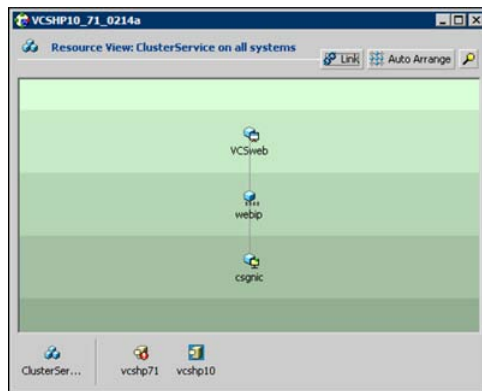 VCSHP10_71_0214a
Resource View: ClusterService on all systems
Link
Auto Arrange
VCSweb
webip
csgnic
ClusterSer...
vcshp71
vcshp10